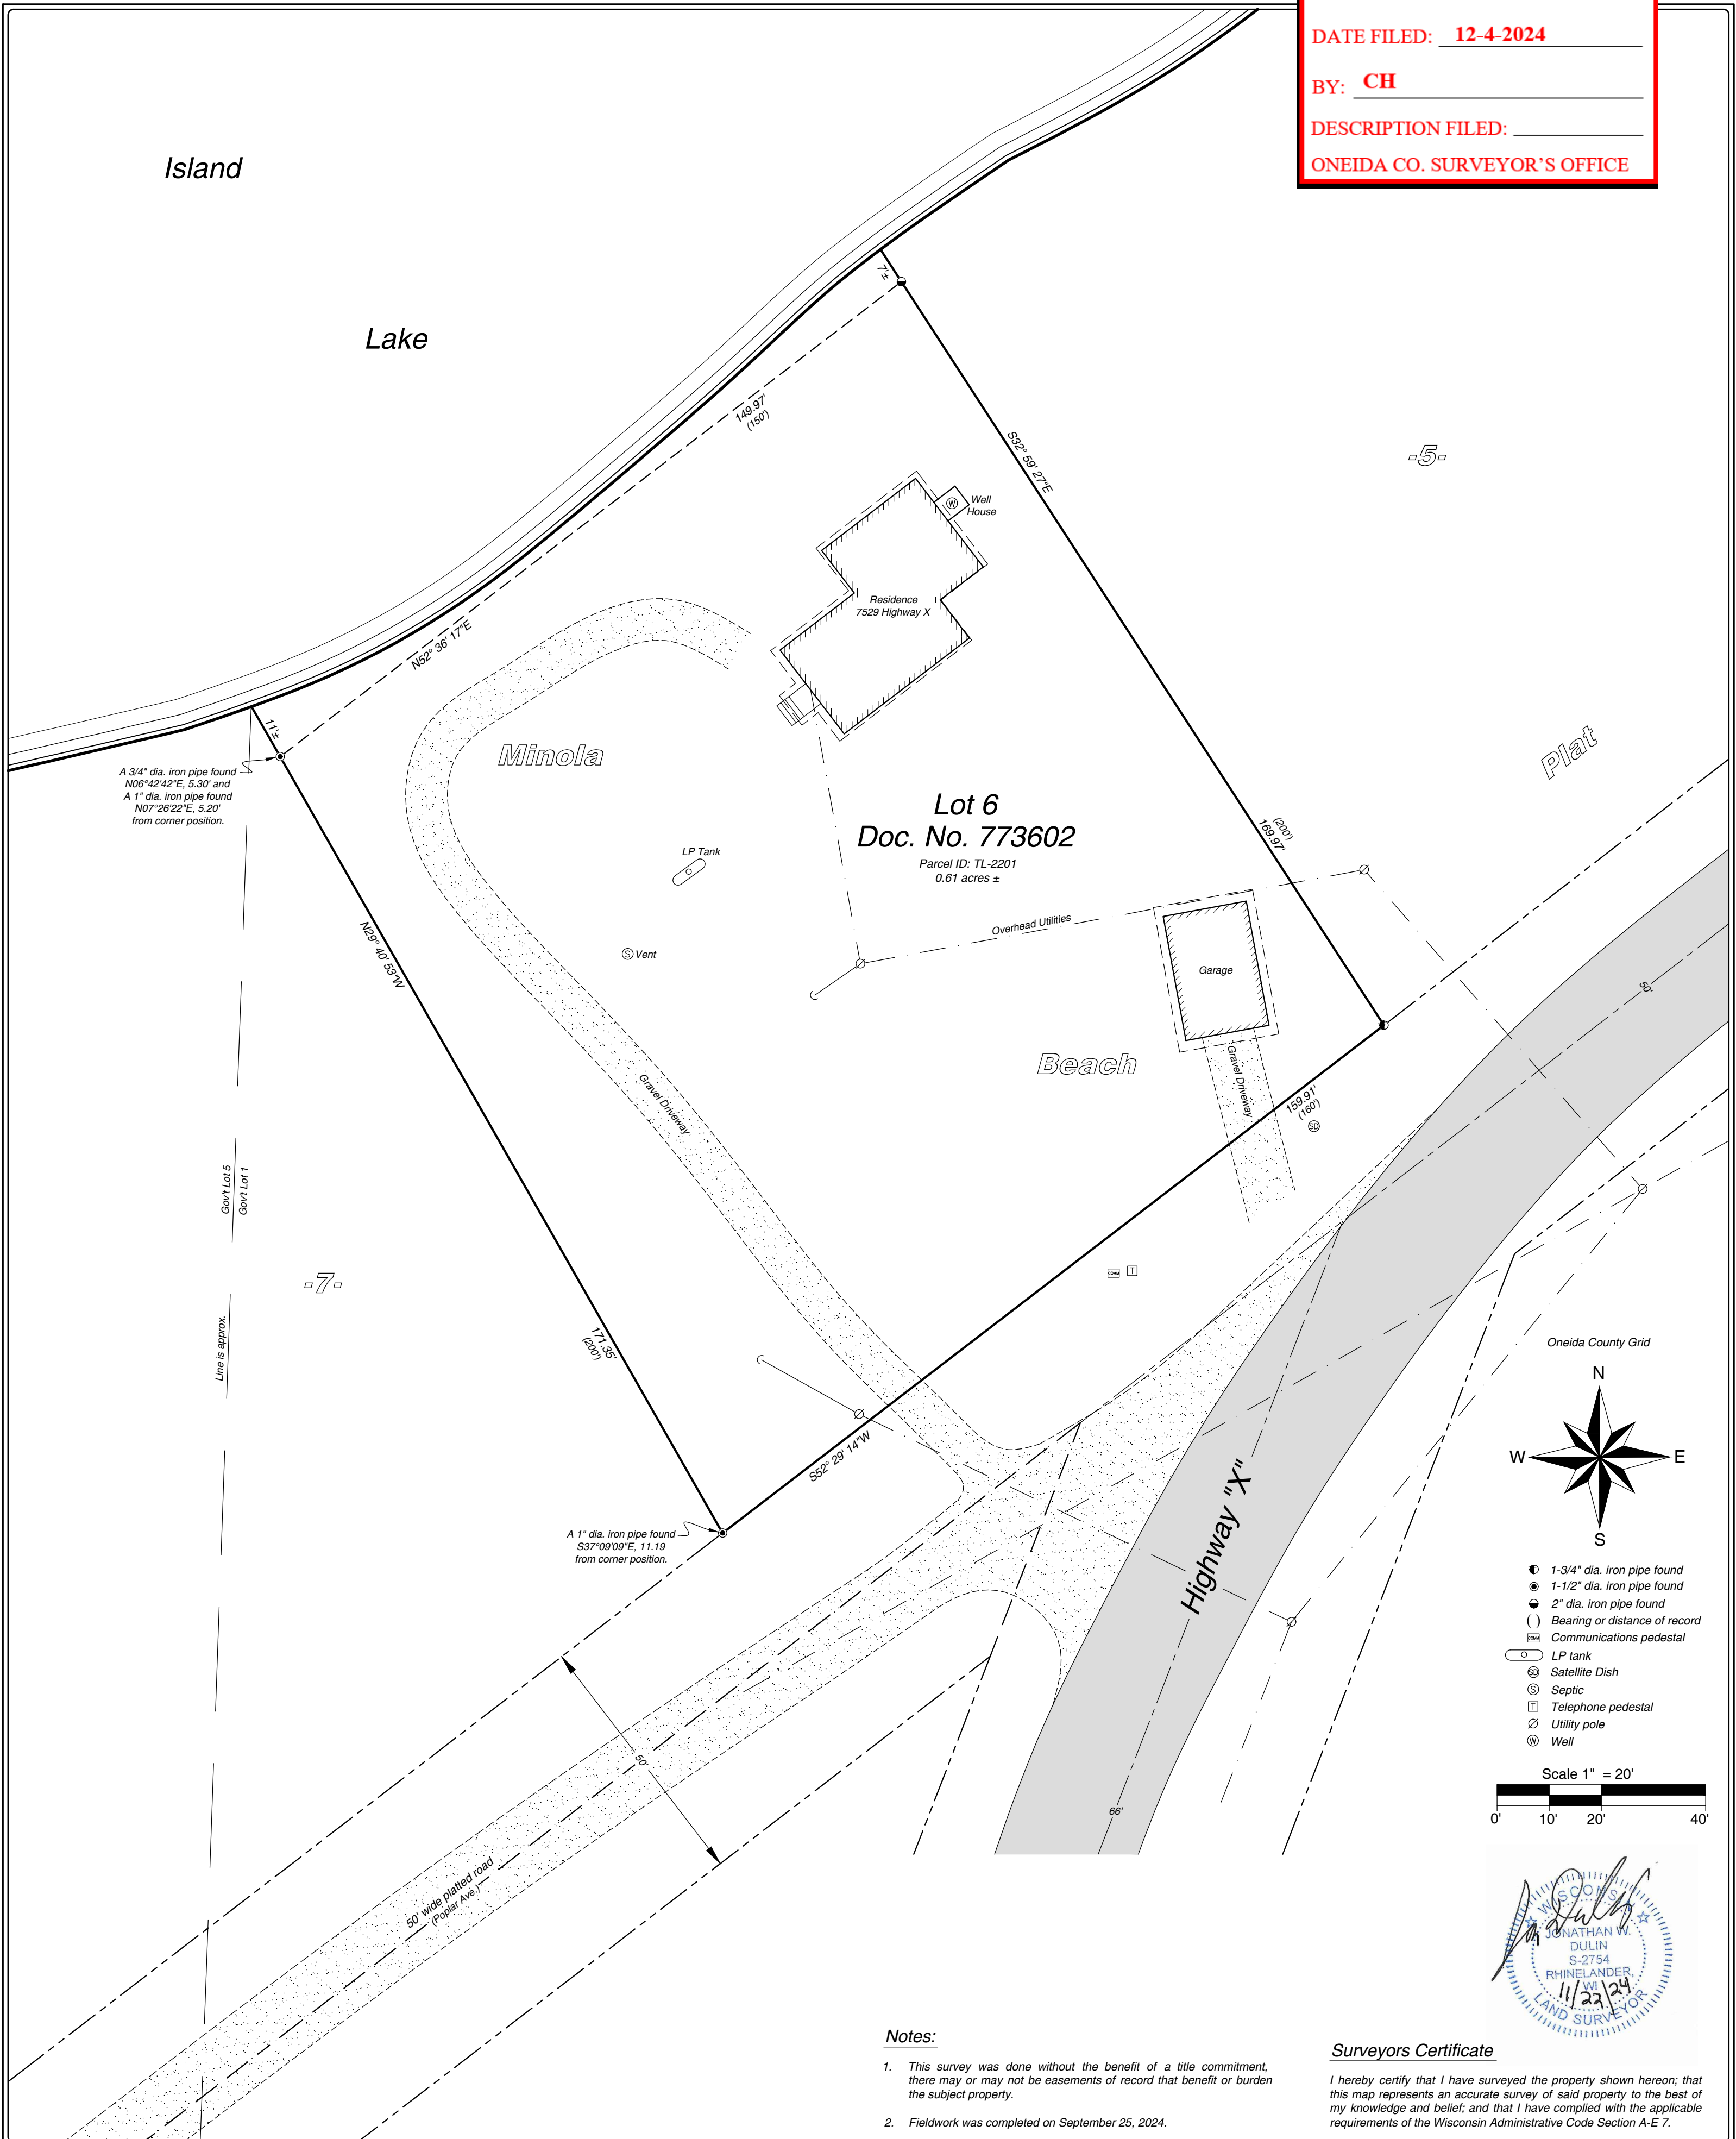 DATE FILED: 12-4-2024
BY: CH
DESCRIPTION FILED:
ONEIDA CO. SURVEYOR'S OFFICE
Island
Lake
7'±
149.97'
(150')
S32° 59' 27"E
-5-
Well
House
W
Residence
7529 Highway X
N52° 36' 17"E
11'±
A 3/4" dia. iron pipe found
N06°42'42"E, 5.30' and
A 1" dia. iron pipe found
N07°26'22"E, 5.20'
from corner position.
Minola
Plat
Lot 6
Doc. No. 773602
Parcel ID: TL-2201
0.61 acres ±
(200')
169.97'
LP Tank
Overhead Utilities
N29° 40' 53"W
S Vent
Garage
50'
Beach
Gravel Driveway
Gravel Driveway
159.91'
(160')
SD
Gov't Lot 5
Gov't Lot 1
-7-
COMM T
Line is approx.
171.35'
(200')
Oneida County Grid
N
W E
S
S52° 29' 14"W
A 1" dia. iron pipe found
S37°09'09"E, 11.19
from corner position.
Highway "X"
1-3/4" dia. iron pipe found
1-1/2" dia. iron pipe found
2" dia. iron pipe found
( ) Bearing or distance of record
COMM Communications pedestal
LP tank
SD Satellite Dish
S Septic
T Telephone pedestal
Utility pole
W Well
50'
66'
Scale 1" = 20'
0' 10' 20' 40'
50' wide platted road
(Poplar Ave.)
WISCONSIN
JONATHAN W.
DULIN
S-2754
RHINELANDER,
WI
11/22/24
LAND SURVEYOR
Notes:
1. This survey was done without the benefit of a title commitment,
there may or may not be easements of record that benefit or burden
the subject property.
2. Fieldwork was completed on September 25, 2024.
Surveyors Certificate
I hereby certify that I have surveyed the property shown hereon; that
this map represents an accurate survey of said property to the best of
my knowledge and belief; and that I have complied with the applicable
requirements of the Wisconsin Administrative Code Section A-E 7.